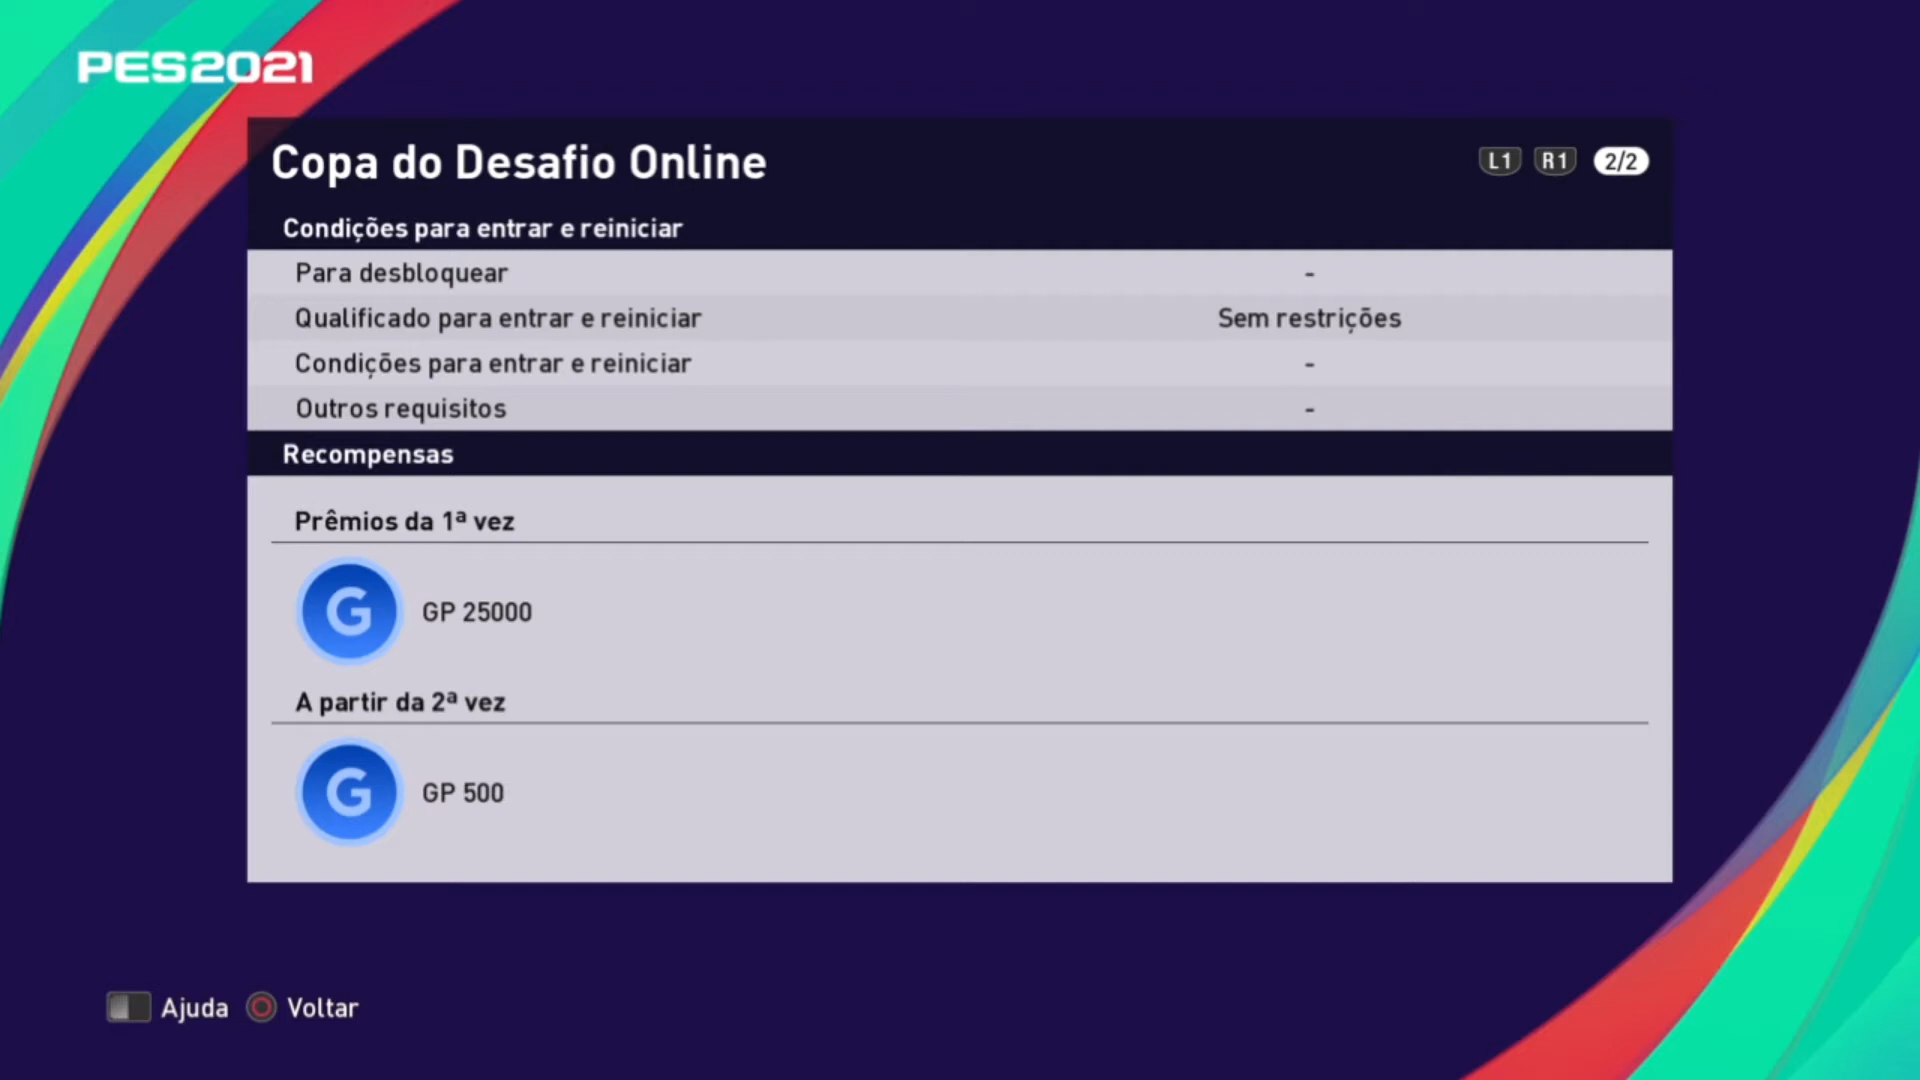 PES2021
Copa do Desafio Online
L1 R1 2/2
Condições para entrar e reiniciar
Para desbloquear -
Qualificado para entrar e reiniciar Sem restrições
Condições para entrar e reiniciar -
Outros requisitos -
Recompensas
Prêmios da 1ª vez
G GP 25000
A partir da 2ª vez
G GP 500
Ajuda Voltar